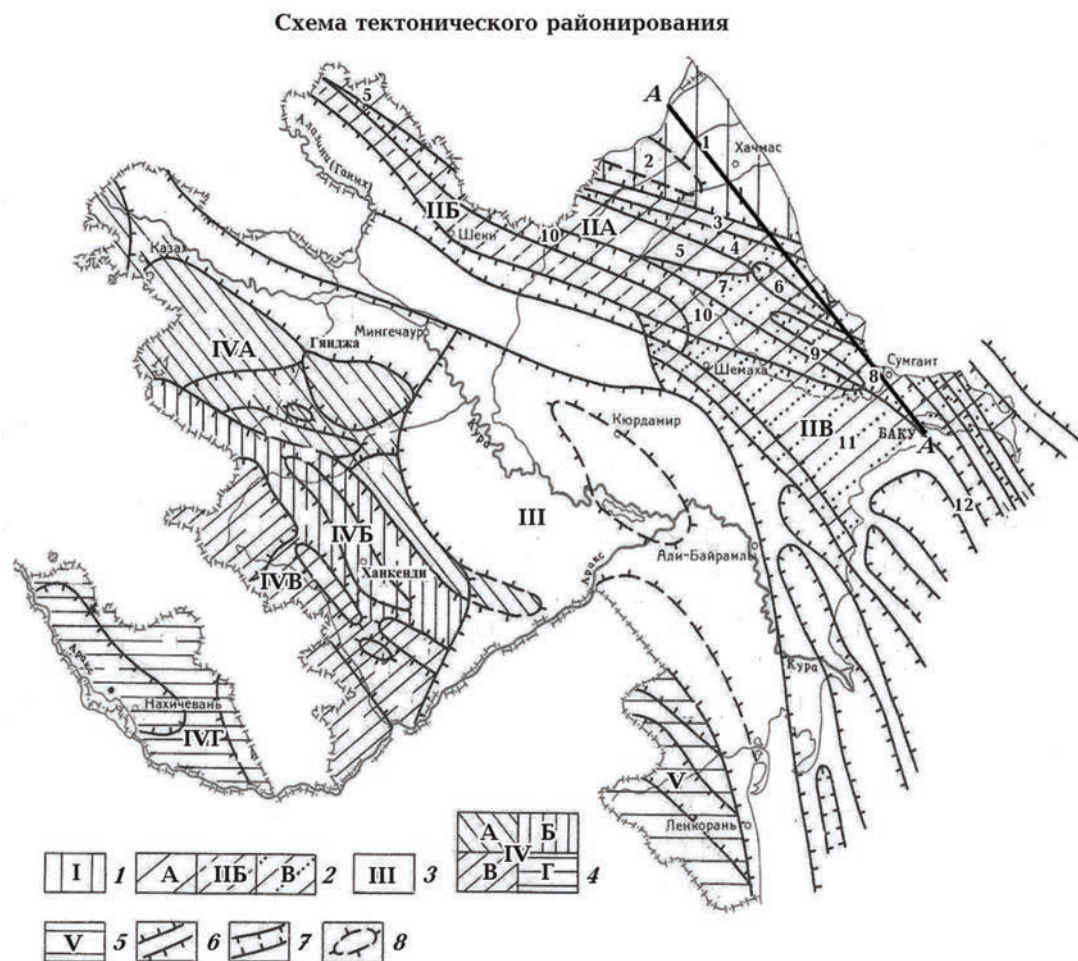 Схема тектонического районирования
А
5
1
Алазани (Ганых)
Хачмас
2
IIБ
IIА
3
10
Шеки
5
4
Казах
7
6
Мингечаур
10
Гянджа
IVА
9
Сумгаит
Шемаха
8
Кюрдамир
IIВ
БАКУ
А
Кура
11
12
III
IVБ
Али-Байрамлы
Ханкенди
Аракс
IVВ
Аракс
Кура
Нахичевань
IVГ
V
Ленкорань
А Б
IV
В Г 4
I 1 А IIБ В 2 III 3
V 5 6 7 8